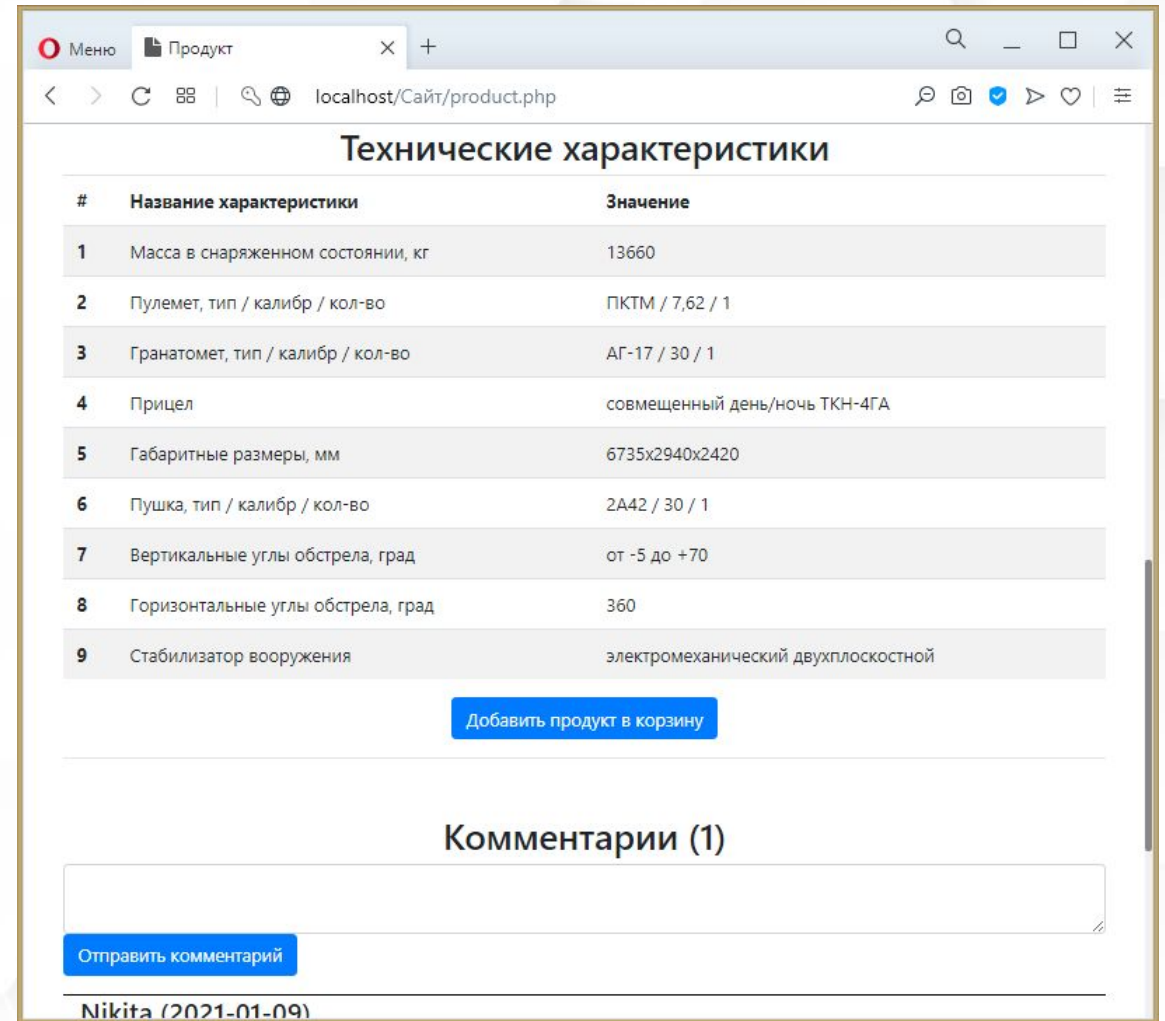 Меню Продукт
localhost/Сайт/product.php
Технические характеристики
# Название характеристики Значение
1 Масса в снаряженном состоянии, кг 13660
2 Пулемет, тип / калибр / кол-во ПКТМ / 7,62 / 1
3 Гранатомет, тип / калибр / кол-во АГ-17 / 30 / 1
4 Прицел совмещенный день/ночь ТКН-4ГА
5 Габаритные размеры, мм 6735х2940х2420
6 Пушка, тип / калибр / кол-во 2А42 / 30 / 1
7 Вертикальные углы обстрела, град от -5 до +70
8 Горизонтальные углы обстрела, град 360
9 Стабилизатор вооружения электромеханический двухплоскостной
Добавить продукт в корзину
Комментарии (1)
Отправить комментарий
Nikita (2021-01-09)